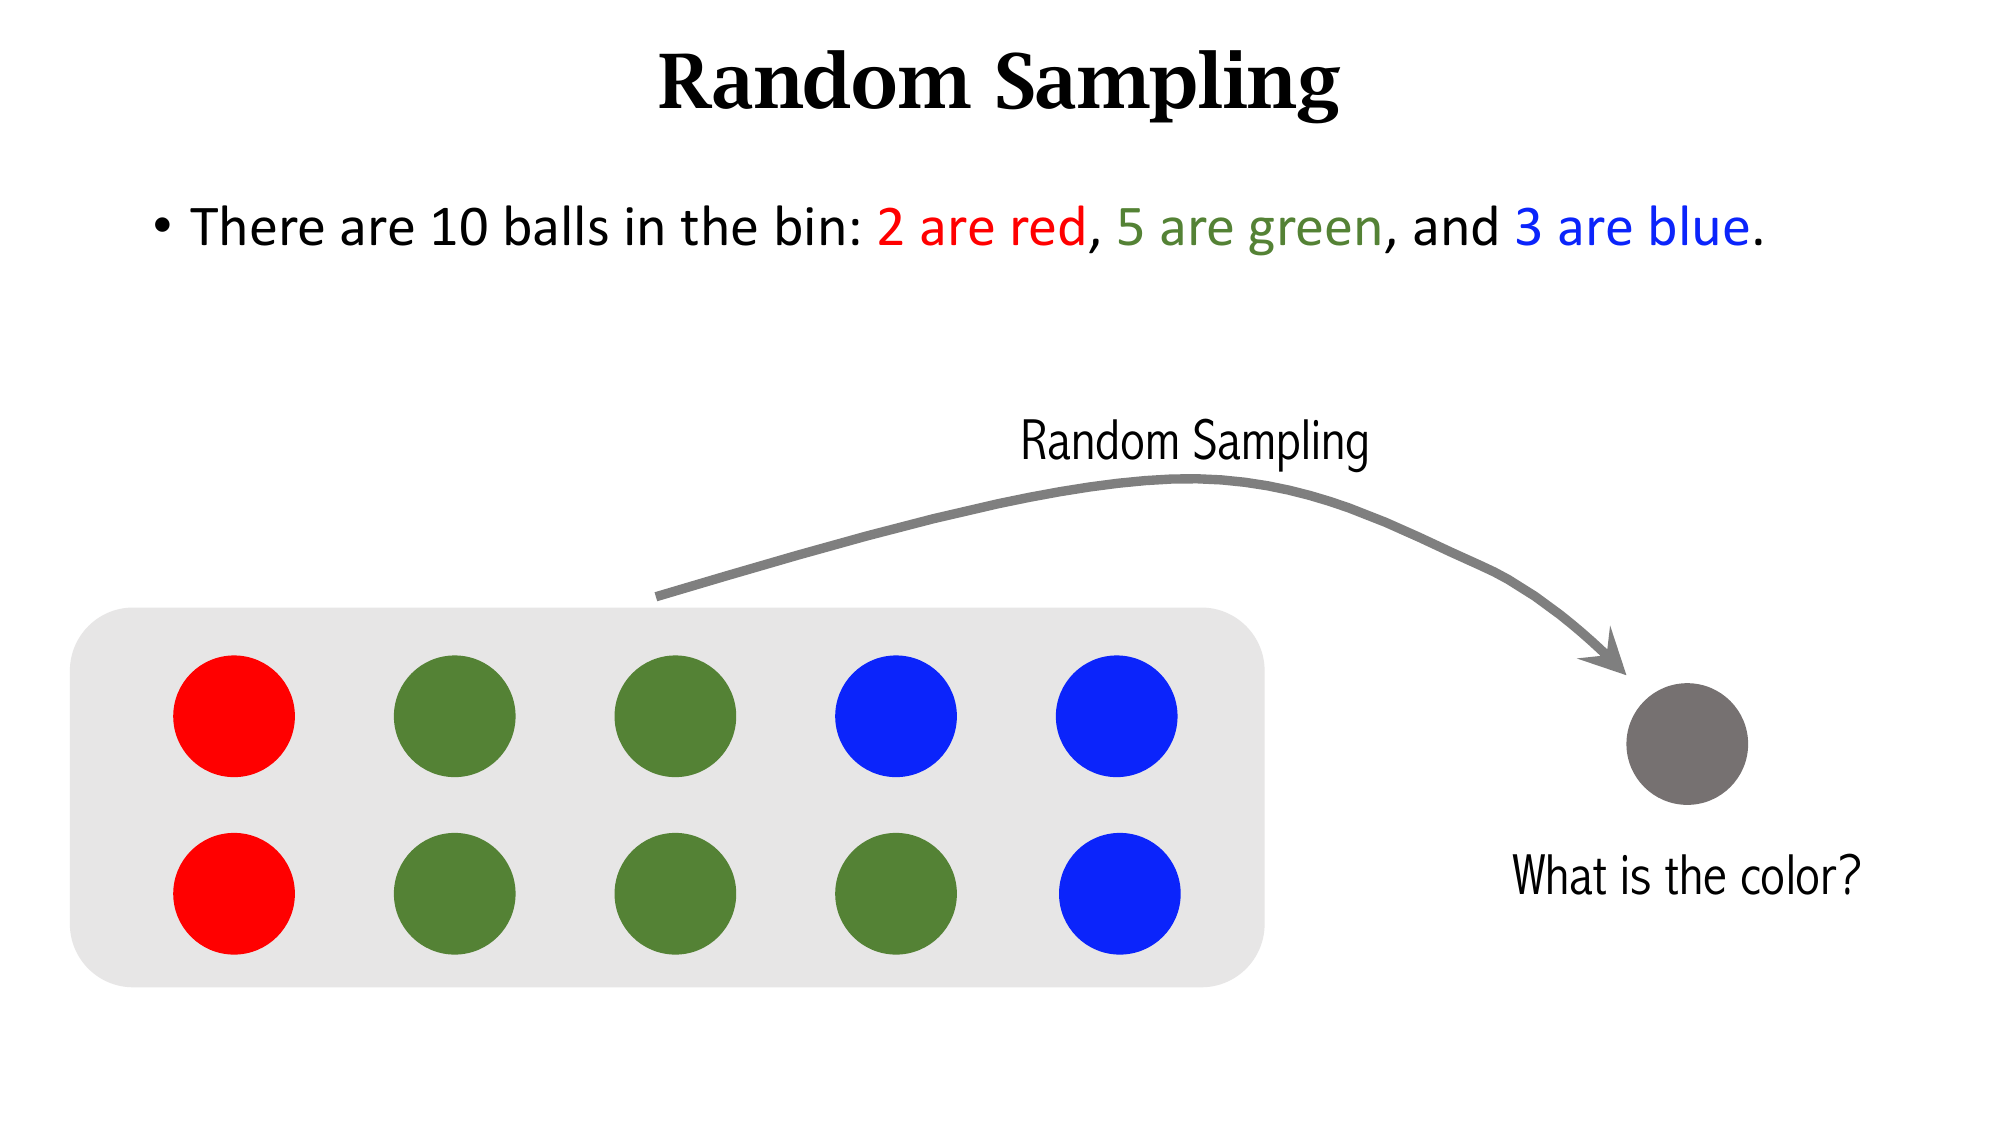 Random Sampling
• There are 10 balls in the bin: 2 are red, 5 are green, and 3 are blue.
Random Sampling
What is the color?